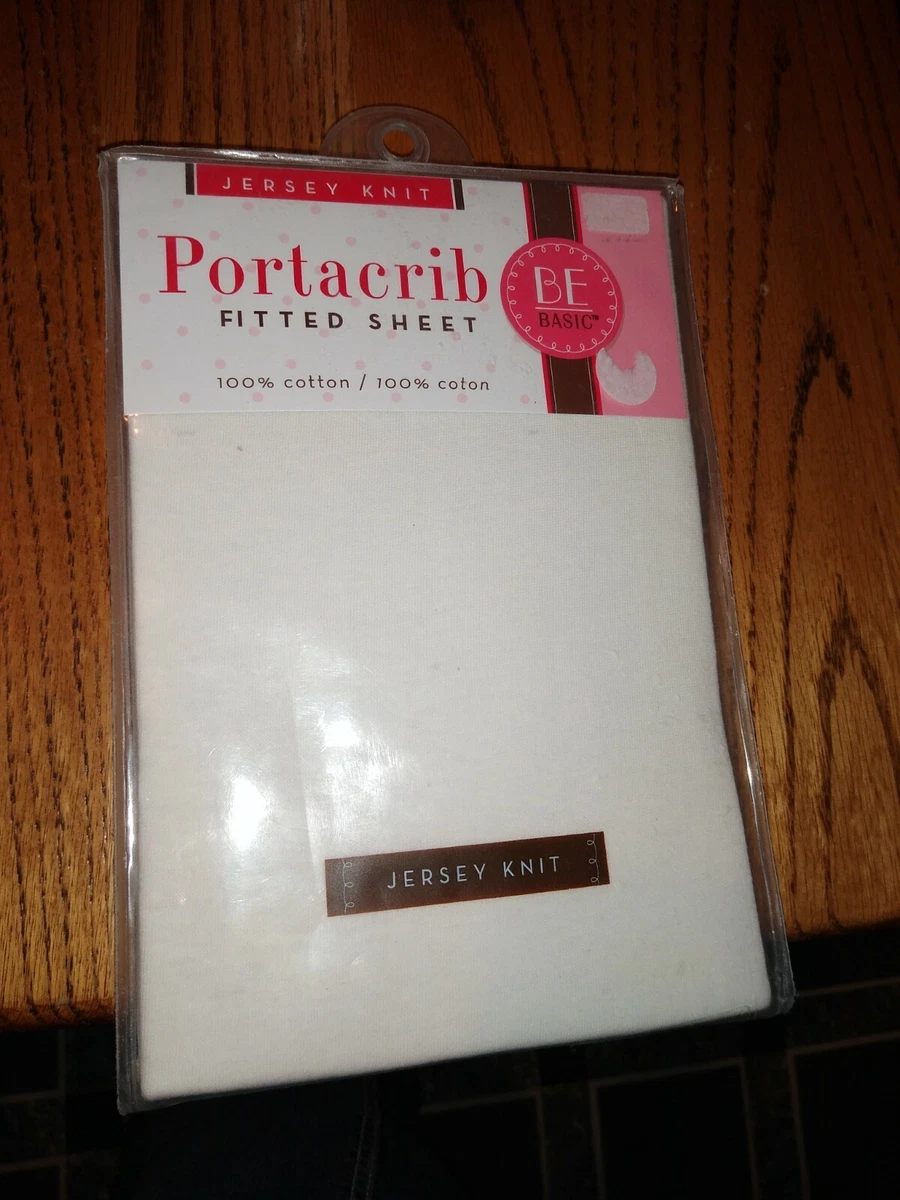 JERSEY KNIT
Portacrib
FITTED SHEET
100% cotton / 100% coton
BE
BASIC™
JERSEY KNIT